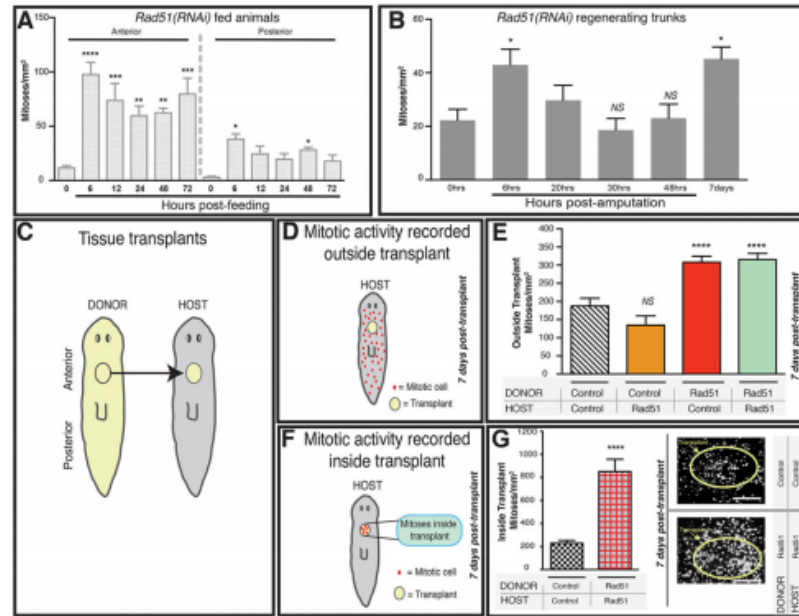 A
Rad51(RNAi) fed animals
Anterior
Posterior
Mitoses/mm²
150
100
50
0
****
***
**
**
***
*
*
0 6 12 24 48 72 0 6 12 24 48 72
Hours post-feeding
B
Rad51(RNAi) regenerating trunks
Mitoses/mm²
80
60
40
20
0
*
NS
NS
*
0hrs 6hrs 20hrs 30hrs 48hrs 7days
Hours post-amputation
C
Tissue transplants
DONOR HOST
Anterior
Posterior
D
Mitotic activity recorded
outside transplant
HOST
= Mitotic cell
= Transplant
7 days post-transplant
E
Outside Transplant
Mitoses/mm²
400
350
300
250
200
150
100
50
0
NS
****
****
DONOR Control Control Rad51 Rad51
HOST Control Rad51 Control Rad51
7 days post-transplant
F
Mitotic activity recorded
inside transplant
HOST
Mitoses inside
transplant
= Mitotic cell
= Transplant
7 days post-transplant
G
Inside Transplant
Mitoses/mm²
1200
1000
800
600
400
200
****
DONOR Control Rad51
HOST Control Rad51
7 days post-transplant
Transplant
Control
Control
Rad51
Rad51
DONOR
HOST